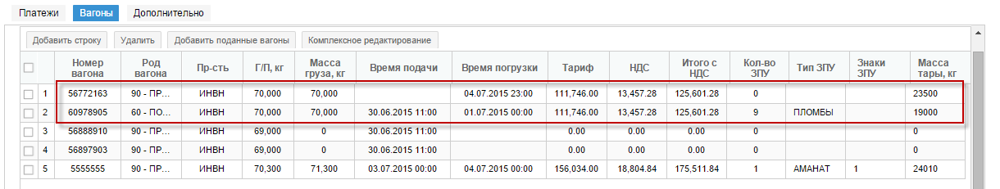 Платежи Вагоны Дополнительно
Добавить строку Удалить Добавить поданные вагоны Комплексное редактирование
Номер вагона Род вагона Пр-сть Г/П, кг Масса груза, кг Время подачи Время погрузки Тариф НДС Итого с НДС Кол-во ЗПУ Тип ЗПУ Знаки ЗПУ Масса тары, кг
1 56772163 90 - ПР... ИНВН 70,000 70,000 04.07.2015 23:00 111,746.00 13,457.28 125,601.28 0 23500
2 60978905 60 - ПО... ИНВН 70,000 70,000 30.06.2015 11:00 01.07.2015 00:00 111,746.00 13,457.28 125,601.28 9 ПЛОМБЫ 19000
3 56888910 90 - ПР... ИНВН 69,000 0 30.06.2015 11:00 0.00 0.00 0.00 0 0
4 56897903 90 - ПР... ИНВН 69,000 0 30.06.2015 11:00 0.00 0.00 0.00 0 0
5 5555555 90 - ПР... ИНВН 70,300 71,300 03.07.2015 00:00 04.07.2015 00:00 156,034.00 18,804.84 175,511.84 1 АМАНАТ 1 24010